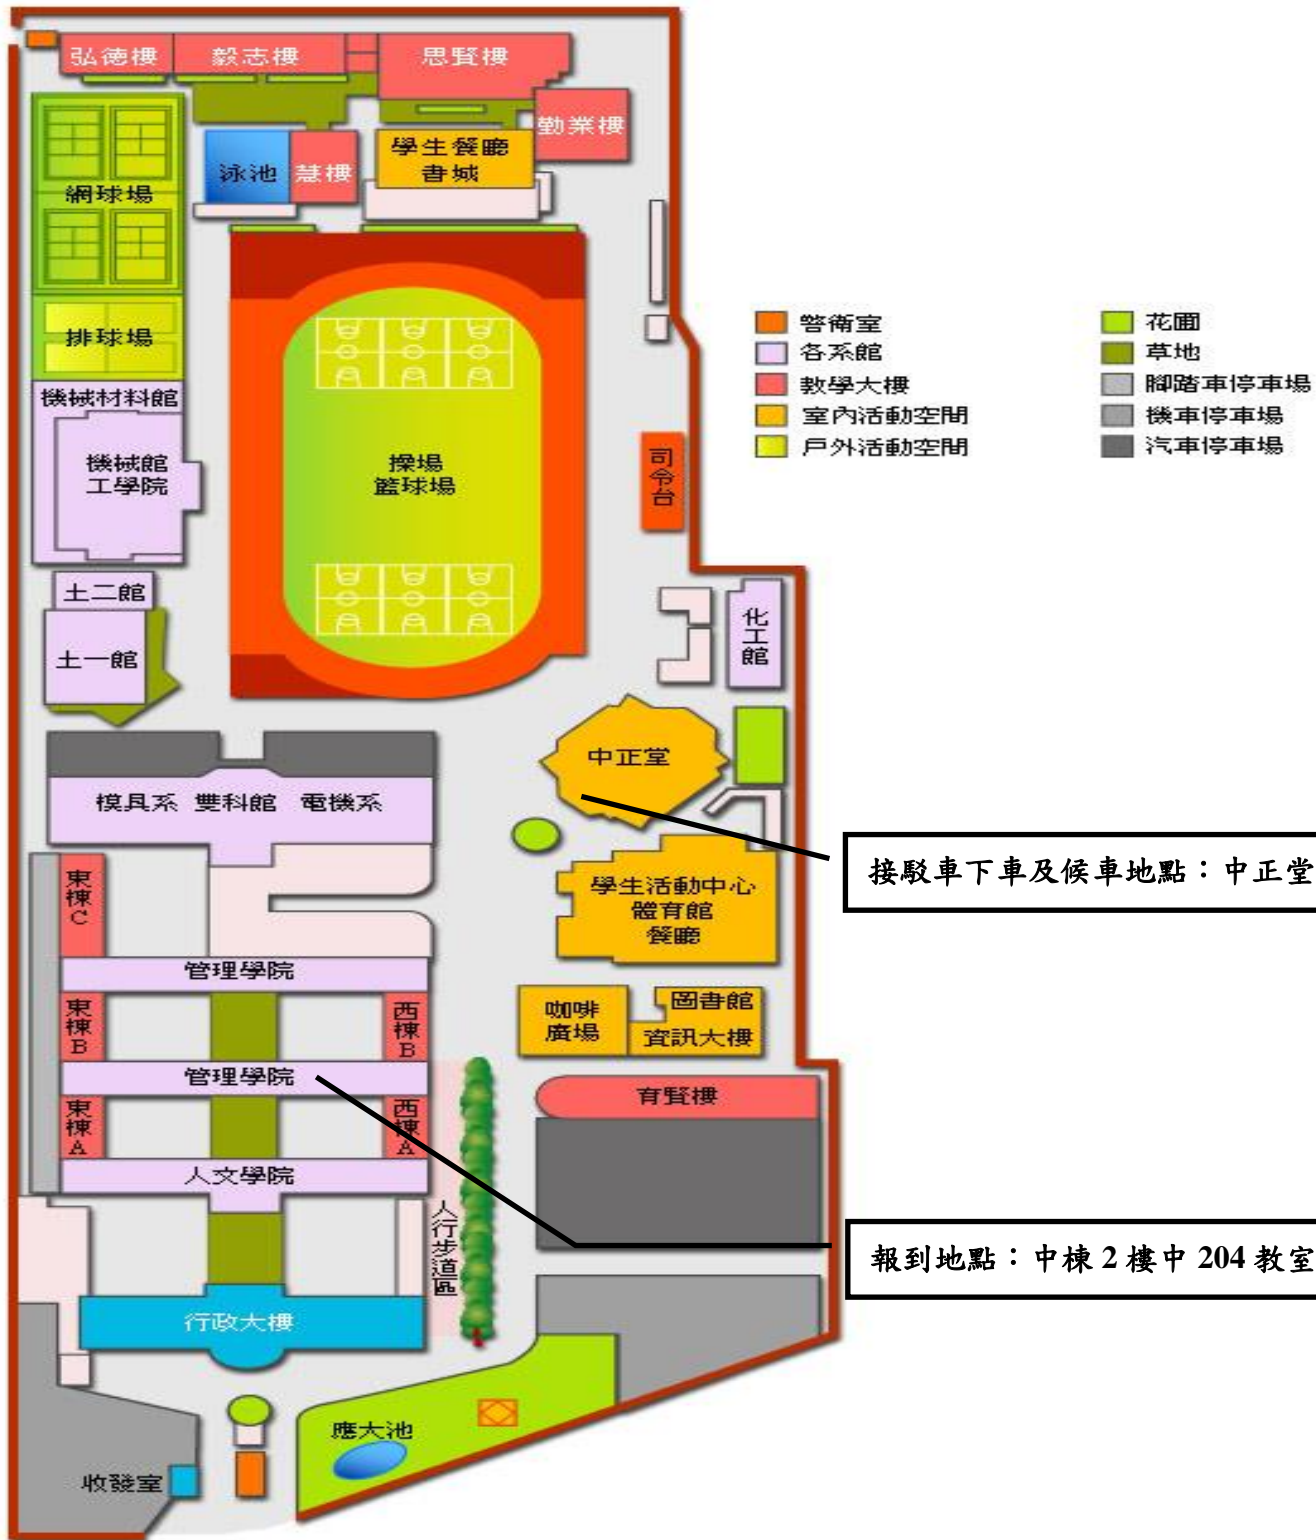 弘德樓
毅志樓
思賢樓
勤業樓
泳池
慧樓
學生餐廳
書城
網球場
排球場
機械材料館
機械館
工學院
操場
籃球場
司令台
警衛室
各系館
教學大樓
室內活動空間
戶外活動空間
花圃
草地
腳踏車停車場
機車停車場
汽車停車場
土二館
土一館
化工館
中正堂
模具系 雙科館 電機系
接駁車下車及侯車地點：中正堂
學生活動中心
體育館
餐廳
東棟C
管理學院
東棟B
西棟B
咖啡
廣場
圖書館
資訊大樓
管理學院
育賢樓
東棟A
西棟A
人文學院
人行步道區
報到地點：中棟 2 樓中 204 教室
行政大樓
應大池
收發室